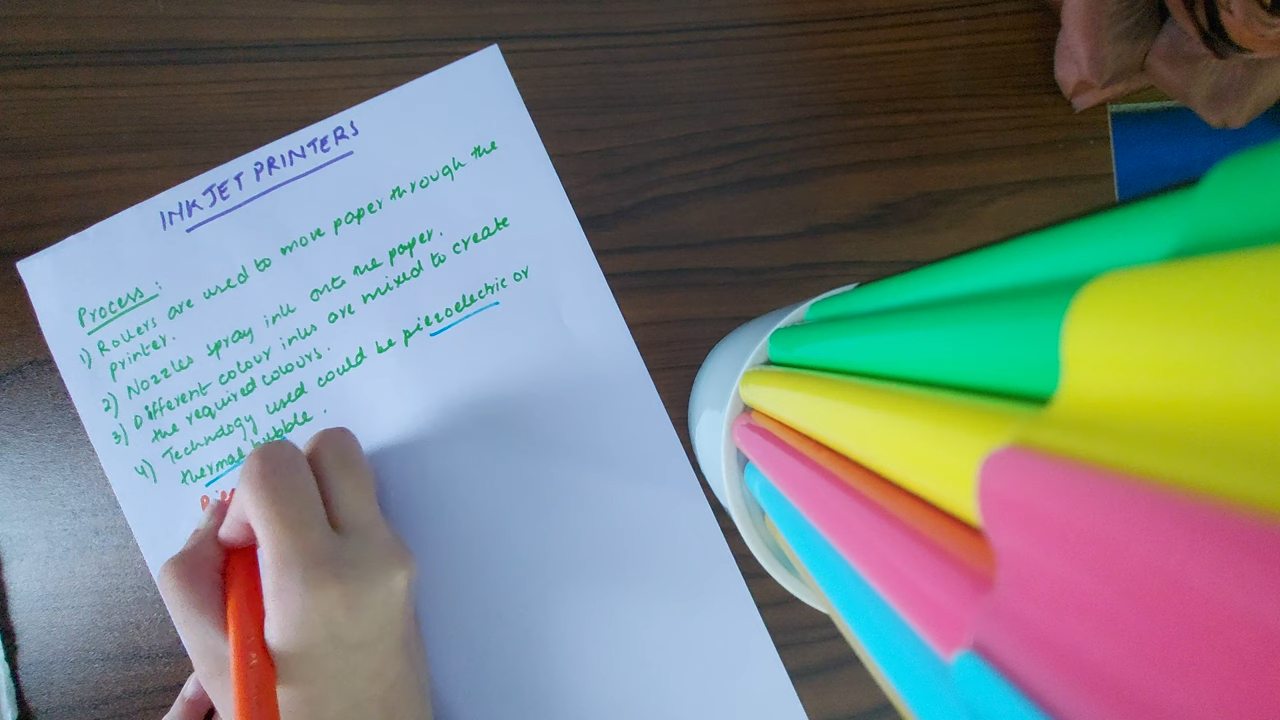 INKJET PRINTERS
Process:
1) Rollers are used to move paper through the
printer.
2) Nozzles spray ink onto the paper.
3) Different colour inks are mixed to create
the required colours.
4) Technology used could be piezoelectric or
thermal bubble.